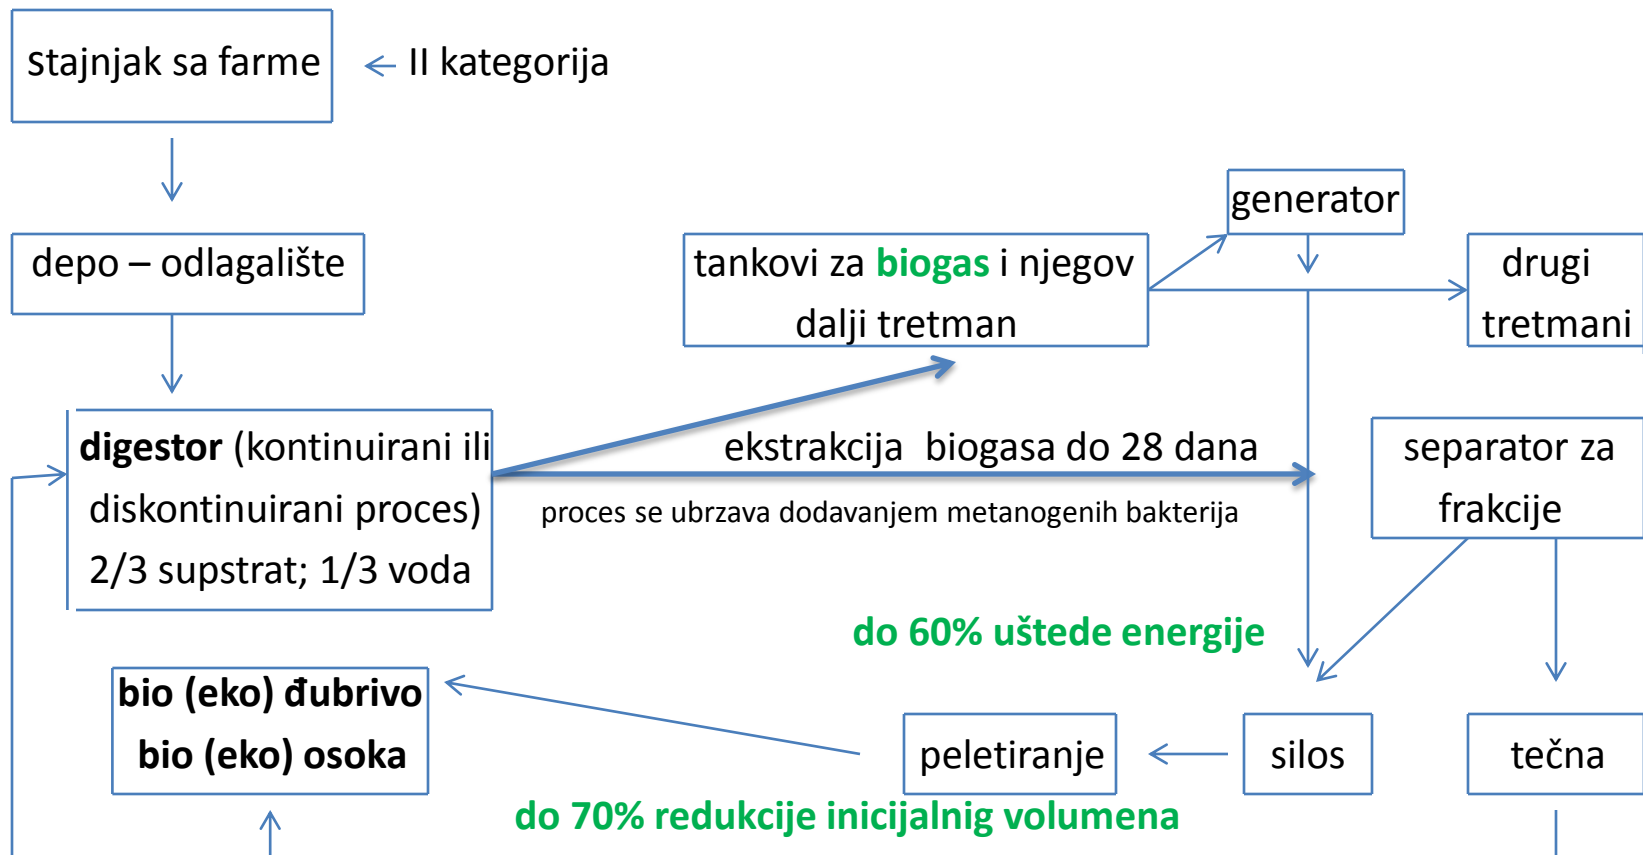 stajnjak sa farme
II kategorija
depo – odlagalište
generator
tankovi za biogas i njegov
dalji tretman
drugi
tretmani
digestor (kontinuirani ili
diskontinuirani proces)
2/3 supstrat; 1/3 voda
ekstrakcija biogasa do 28 dana
proces se ubrzava dodavanjem metanogenih bakterija
separator za
frakcije
do 60% uštede energije
bio (eko) đubrivo
bio (eko) osoka
peletiranje
silos
tečna
do 70% redukcije inicijalnig volumena